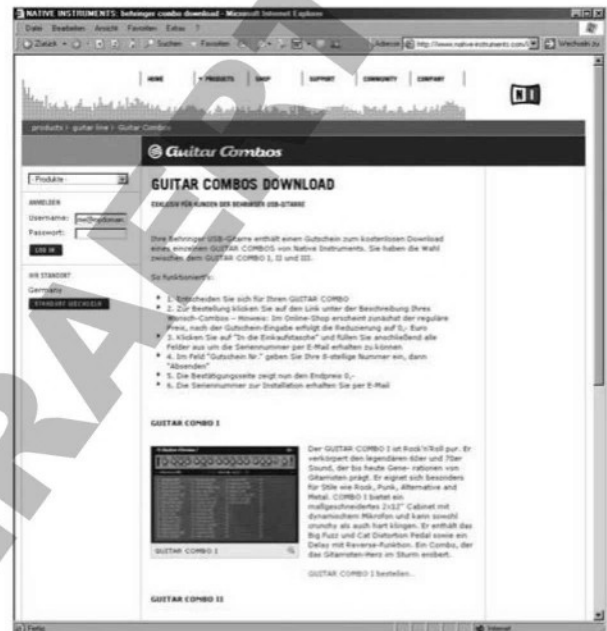 NATIVE INSTRUMENTS: behringer combo download - Microsoft Internet Explorer
Datei Bearbeiten Ansicht Favoriten Extras ?
Zurück Suchen Favoriten Adresse http://www.native-instruments.com/ Wechseln zu
HOME PRODUCTS SHOP SUPPORT COMMUNITY COMPANY
NI
products > guitar line > Guitar Combos
Guitar Combos
- Produkte -
GUITAR COMBOS DOWNLOAD
ANMELDEN
EXKLUSIV FÜR KUNDEN DER BEHRINGER USB-GITARRE
Username:
Passwort:
LOG IN
Ihre Behringer USB-Gitarre enthält einen Gutschein zum kostenlosen Download
eines einzelnen GUITAR COMBOS von Native Instruments. Sie haben die Wahl
zwischen dem GUITAR COMBO I, II und III.
IHR STANDORT
Germany
STANDORT WECHSELN
So funktioniert's:
1. Entscheiden Sie sich für Ihren GUITAR COMBO
2. Zur Bestellung klicken Sie auf den Link unter der Beschreibung Ihres
Wunsch-Combos – Hinweis: Im Online-Shop erscheint zunächst der reguläre
Preis, nach der Gutschein-Eingabe erfolgt die Reduzierung auf 0,- Euro
3. Klicken Sie auf "In die Einkaufstasche" und füllen Sie anschließend alle
Felder aus um die Seriennummer per E-Mail erhalten zu können
4. Im Feld "Gutschein Nr." geben Sie Ihre 8-stellige Nummer ein, dann
"Absenden"
5. Die Bestätigungsseite zeigt nun den Endpreis 0,-
6. Die Seriennummer zur Installation erhalten Sie per E-Mail
GUITAR COMBO I
Der GUITAR COMBO I ist Rock'n'Roll pur. Er
verkörpert den legendären 60er und 70er
Sound, der bis heute Gene- rationen von
Gitarristen prägt. Er eignet sich besonders
für Stile wie Rock, Punk, Alternative and
Metal. COMBO I bietet ein
maßgeschneidertes 2x12" Cabinet mit
dynamischem Mikrofon und kann sowohl
crunchy als auch hart klingen. Er enthält das
Big Fuzz und Cat Distortion Pedal sowie ein
Delay mit Reverse-Funktion. Ein Combo, der
das Gitarristen-Herz im Sturm erobert.
GUITAR COMBO I
GUITAR COMBO I bestellen...
GUITAR COMBO II
Fertig
Internet